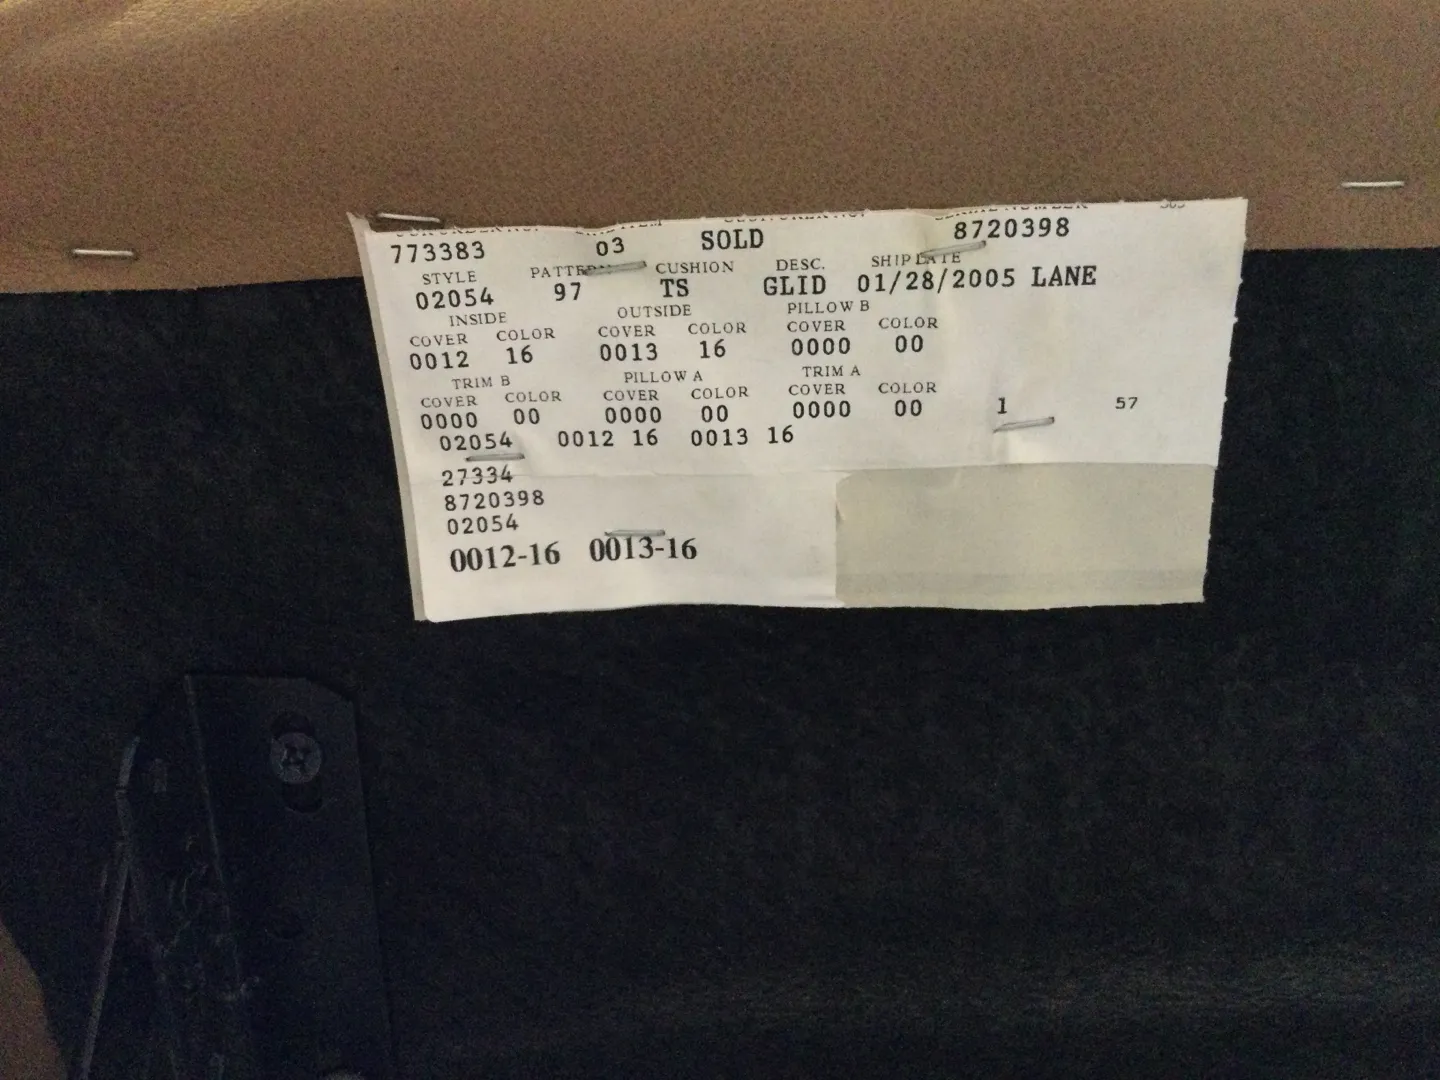 773383 03 SOLD 8720398
STYLE PATTERN CUSHION DESC. SHIP DATE
02054 97 TS GLID 01/28/2005 LANE
INSIDE OUTSIDE PILLOW B
COVER COLOR COVER COLOR COVER COLOR
0012 16 0013 16 0000 00
TRIM B PILLOW A TRIM A
COVER COLOR COVER COLOR COVER COLOR
0000 00 0000 00 0000 00 1 57
02054 0012 16 0013 16
27334
8720398
02054
0012-16 0013-16